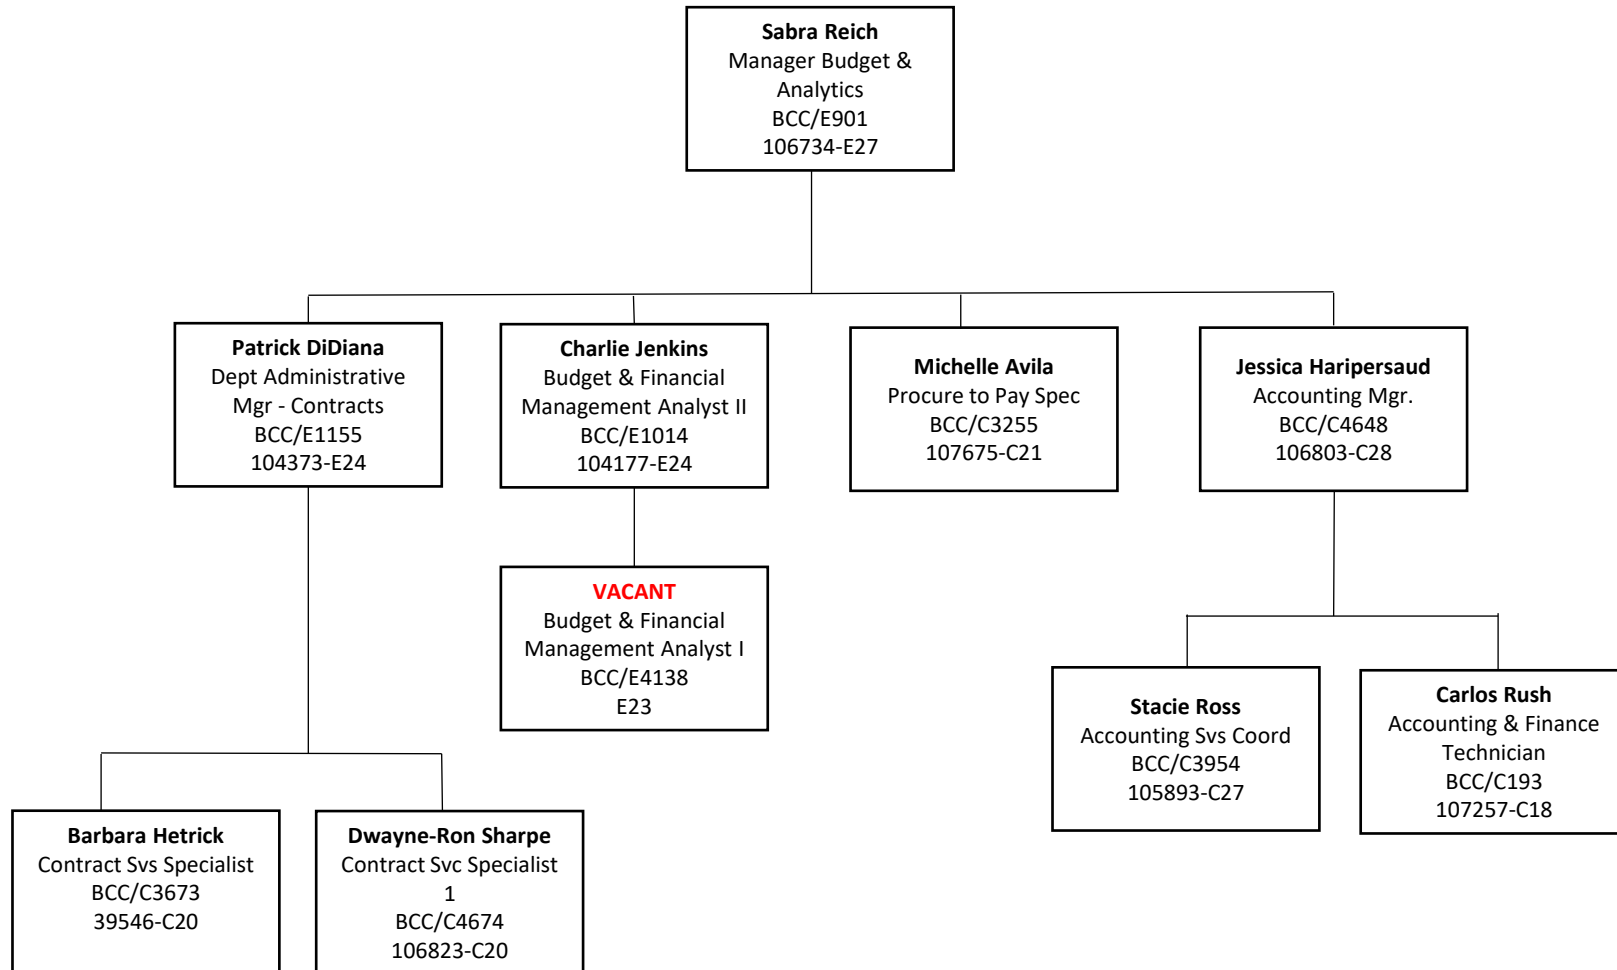 Sabra Reich
Manager Budget &
Analytics
BCC/E901
106734-E27
Patrick DiDiana
Dept Administrative
Mgr - Contracts
BCC/E1155
104373-E24
Charlie Jenkins
Budget & Financial
Management Analyst II
BCC/E1014
104177-E24
Michelle Avila
Procure to Pay Spec
BCC/C3255
107675-C21
Jessica Haripersaud
Accounting Mgr.
BCC/C4648
106803-C28
VACANT
Budget & Financial
Management Analyst I
BCC/E4138
E23
Stacie Ross
Accounting Svs Coord
BCC/C3954
105893-C27
Carlos Rush
Accounting & Finance
Technician
BCC/C193
107257-C18
Barbara Hetrick
Contract Svs Specialist
BCC/C3673
39546-C20
Dwayne-Ron Sharpe
Contract Svc Specialist
1
BCC/C4674
106823-C20